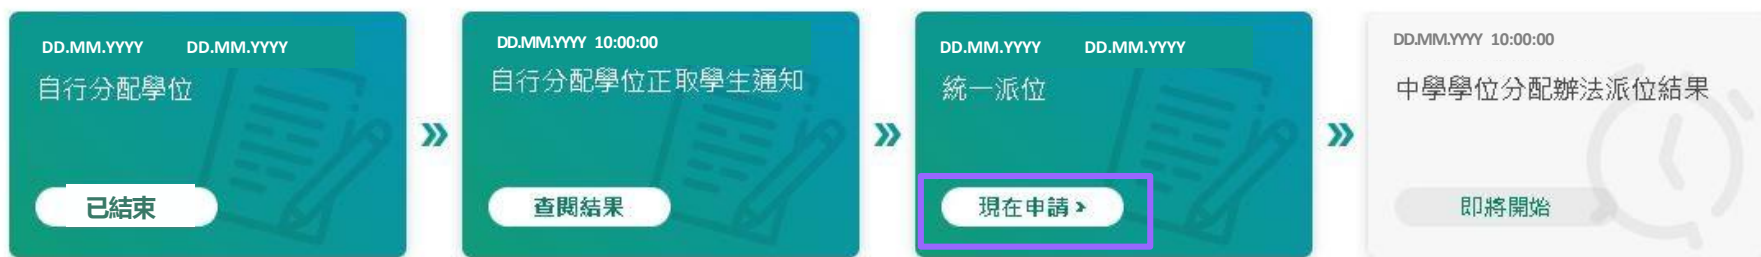 DD.MM.YYYY DD.MM.YYYY
自行分配學位
已結束
DD.MM.YYYY 10:00:00
自行分配學位正取學生通知
查閱結果
DD.MM.YYYY DD.MM.YYYY
統一派位
現在申請 >
DD.MM.YYYY 10:00:00
中學學位分配辦法派位結果
即將開始